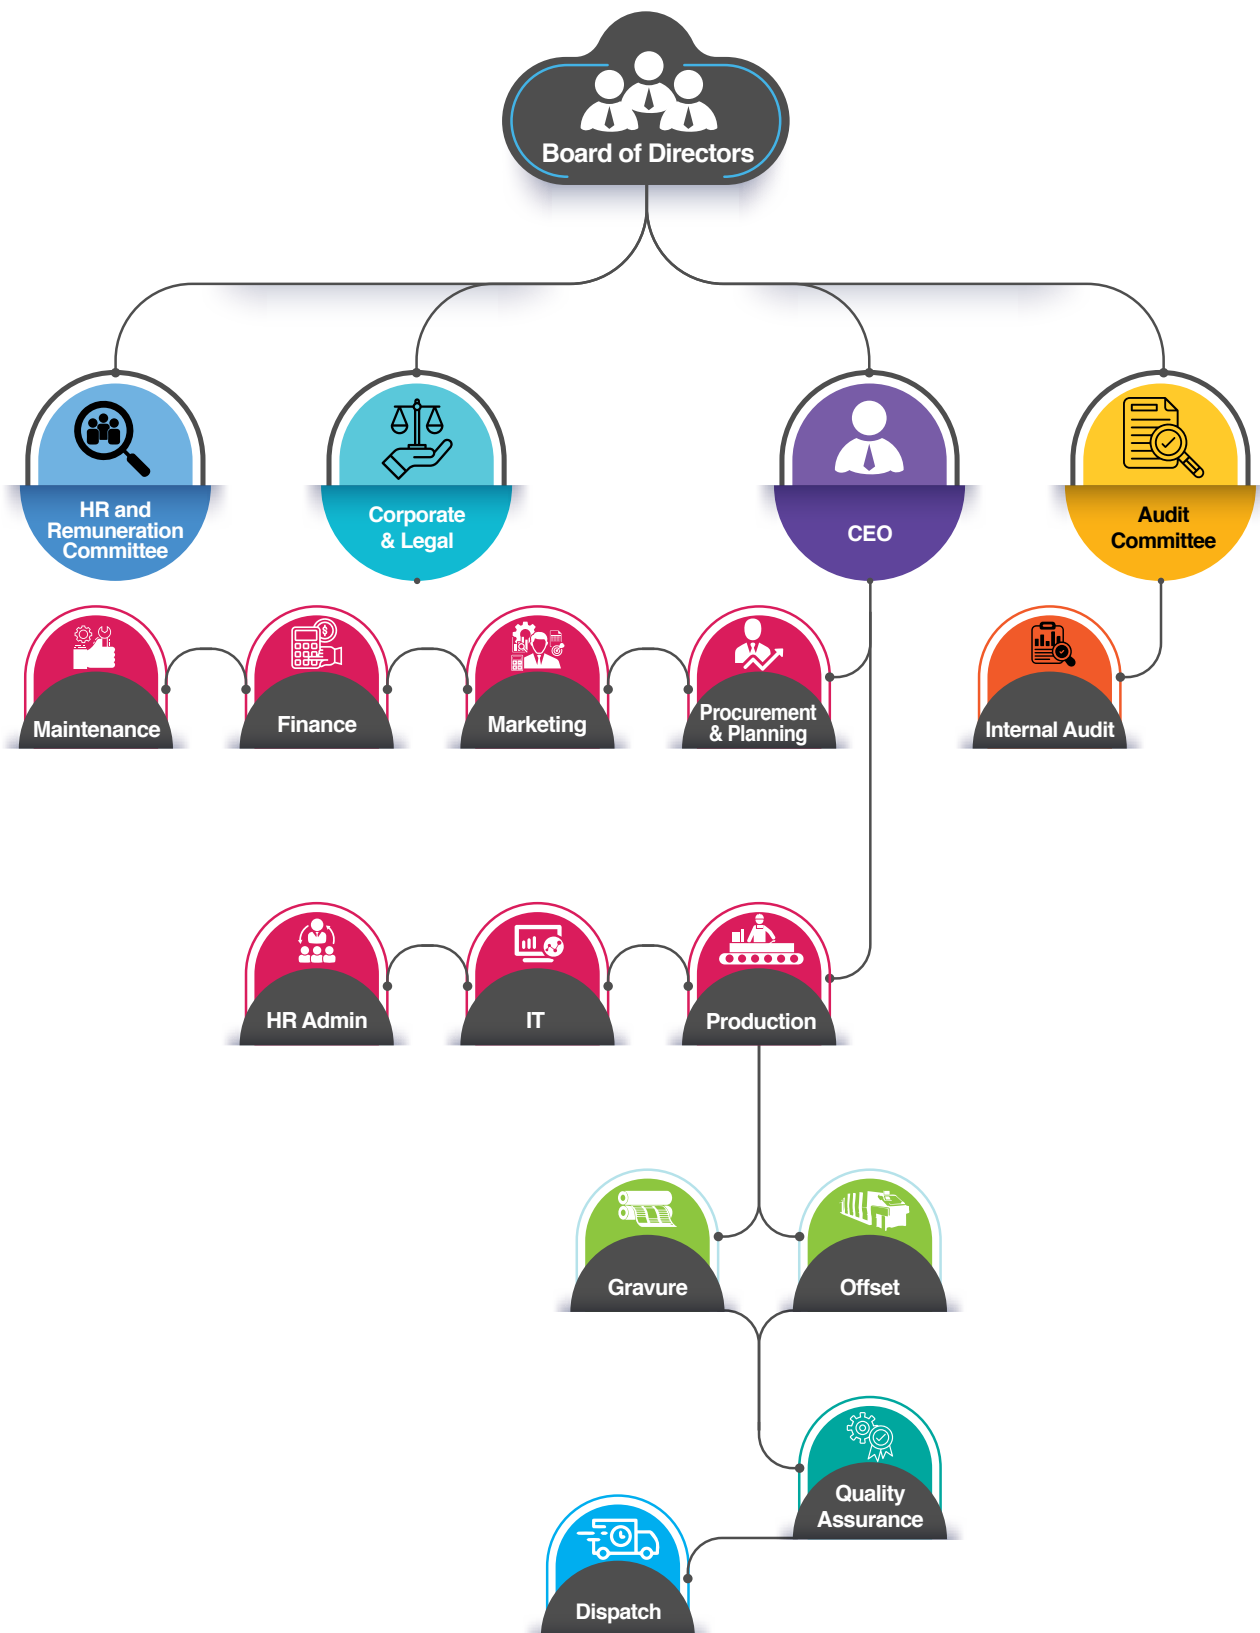 Board of Directors
HR and
Remuneration
Committee
Corporate
& Legal
CEO
Audit
Committee
Maintenance
Finance
Marketing
Procurement
& Planning
Internal Audit
HR Admin
IT
Production
Gravure
Offset
Quality
Assurance
Dispatch